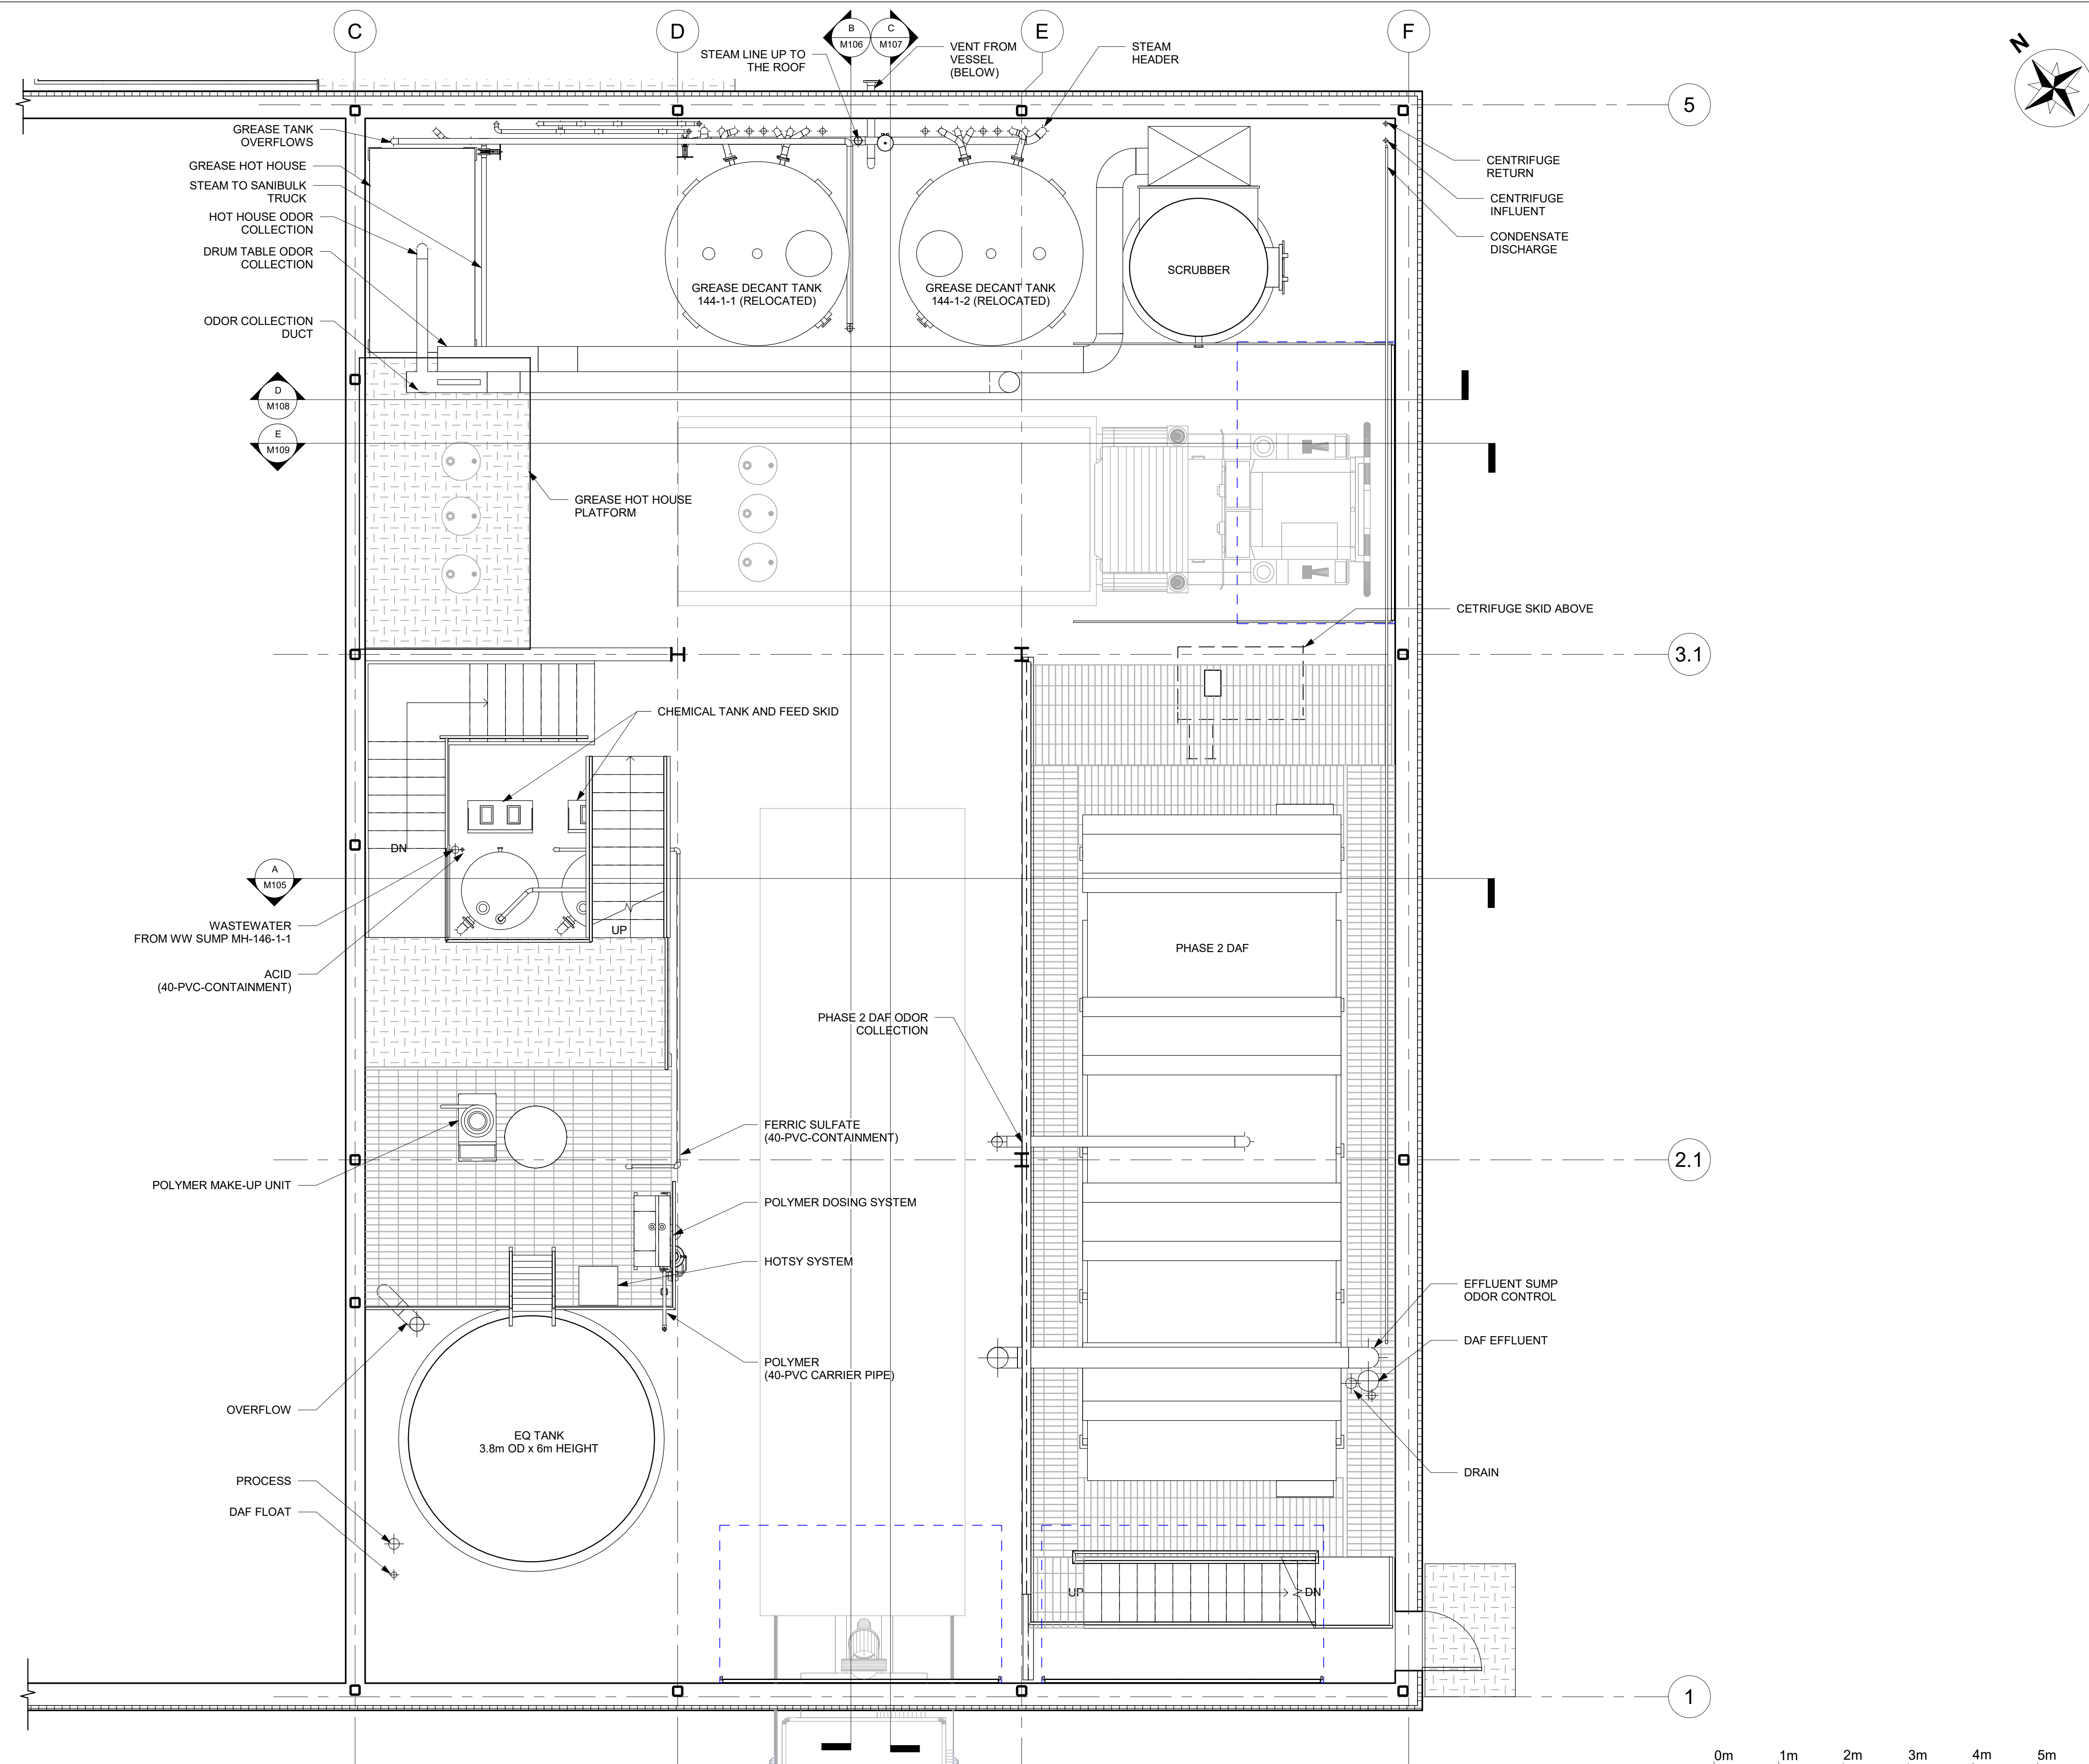 C
D
B
M106
C
M107
E
F
N
STEAM LINE UP TO
THE ROOF
VENT FROM
VESSEL
(BELOW)
STEAM
HEADER
5
GREASE TANK
OVERFLOWS
GREASE HOT HOUSE
STEAM TO SANIBULK
TRUCK
HOT HOUSE ODOR
COLLECTION
DRUM TABLE ODOR
COLLECTION
ODOR COLLECTION
DUCT
CENTRIFUGE
RETURN
CENTRIFUGE
INFLUENT
CONDENSATE
DISCHARGE
SCRUBBER
GREASE DECANT TANK
144-1-1 (RELOCATED)
GREASE DECANT TANK
144-1-2 (RELOCATED)
D
M108
E
M109
GREASE HOT HOUSE
PLATFORM
CETRIFUGE SKID ABOVE
3.1
CHEMICAL TANK AND FEED SKID
DN
A
M105
WASTEWATER
FROM WW SUMP MH-146-1-1
UP
ACID
(40-PVC-CONTAINMENT)
PHASE 2 DAF
PHASE 2 DAF ODOR
COLLECTION
FERRIC SULFATE
(40-PVC-CONTAINMENT)
2.1
POLYMER MAKE-UP UNIT
POLYMER DOSING SYSTEM
HOTSY SYSTEM
EFFLUENT SUMP
ODOR CONTROL
DAF EFFLUENT
POLYMER
(40-PVC CARRIER PIPE)
OVERFLOW
EQ TANK
3.8m OD x 6m HEIGHT
PROCESS
DRAIN
DAF FLOAT
UP
DN
1
0m 1m 2m 3m 4m 5m